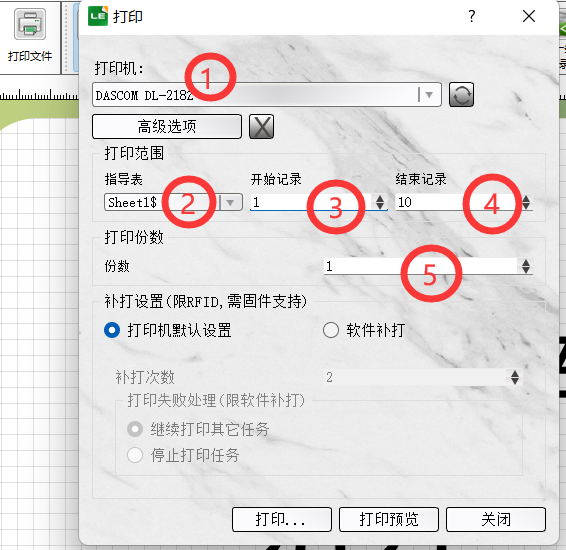 LE 打印 ?
打印文件
打印机：
①
DASCOM DL-218Z
高级选项 X
打印范围
指导表 开始记录 结束记录
Sheet1$ ② 1 ③ 10 ④
打印份数
份数 1 ⑤
补打设置(限RFID,需固件支持)
打印机默认设置 软件补打
补打次数 2
打印失败处理(限软件补打)
继续打印其它任务
停止打印任务
打印... 打印预览 关闭